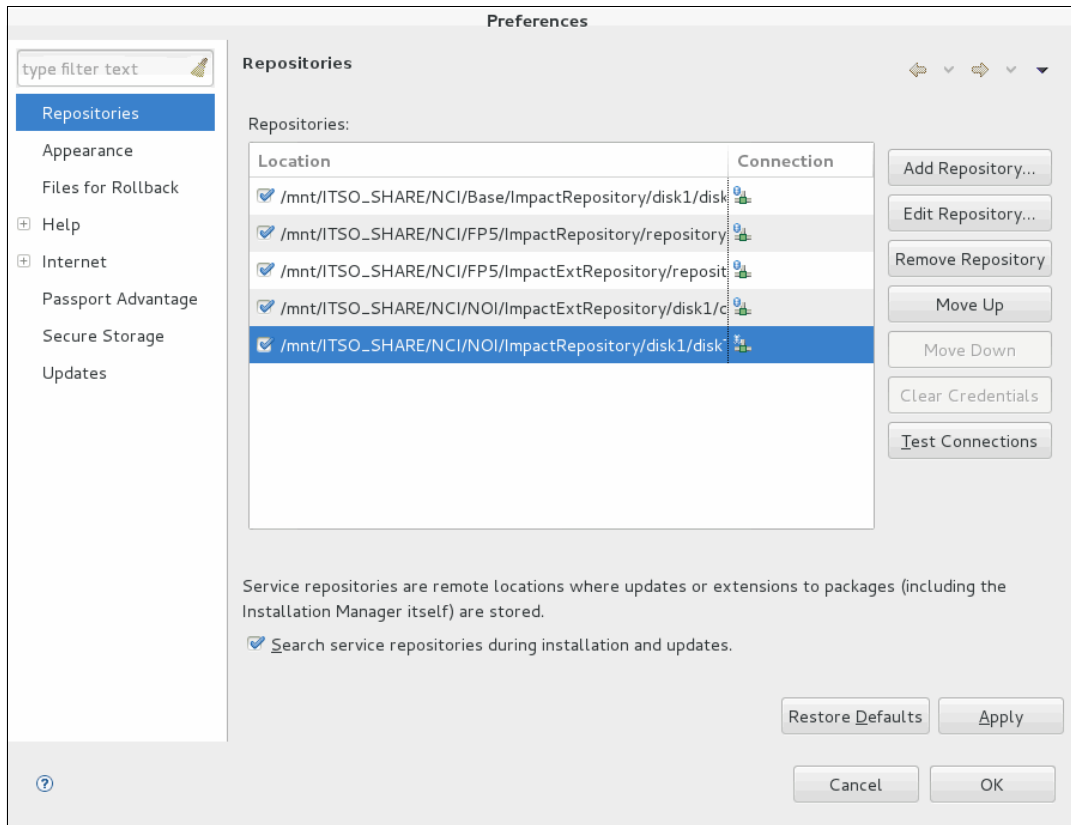 Preferences
type filter text
Repositories
Appearance
Files for Rollback
Help
Internet
Passport Advantage
Secure Storage
Updates
Repositories
Repositories:
Location Connection
/mnt/ITSO_SHARE/NCI/Base/ImpactRepository/disk1/disk
/mnt/ITSO_SHARE/NCI/FP5/ImpactRepository/repository
/mnt/ITSO_SHARE/NCI/FP5/ImpactExtRepository/reposit
/mnt/ITSO_SHARE/NCI/NOI/ImpactExtRepository/disk1/d
/mnt/ITSO_SHARE/NCI/NOI/ImpactRepository/disk1/disk
Add Repository...
Edit Repository...
Remove Repository
Move Up
Move Down
Clear Credentials
Test Connections
Service repositories are remote locations where updates or extensions to packages (including the
Installation Manager itself) are stored.
Search service repositories during installation and updates.
Restore Defaults
Apply
Cancel
OK